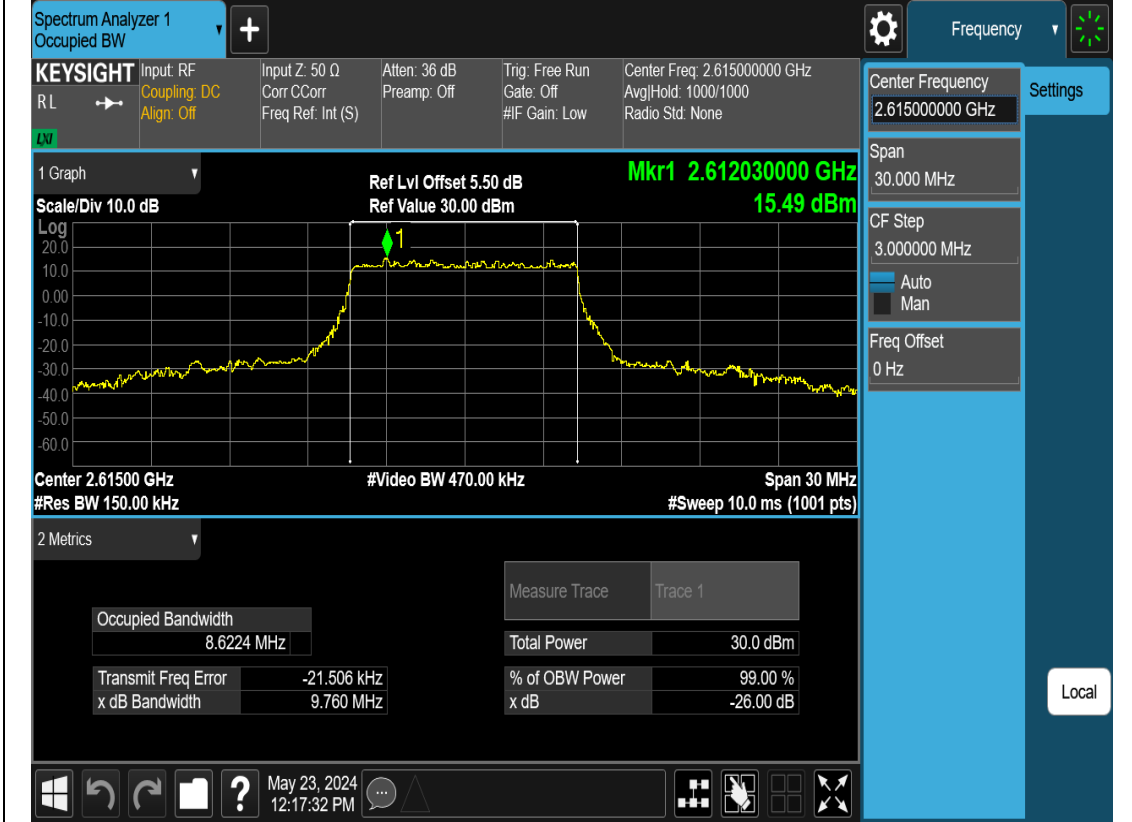 Spectrum Analyzer 1
Occupied BW
Frequency
KEYSIGHT
RL
LXI
Input: RF
Coupling: DC
Align: Off
Input Z: 50 Ω
Corr CCorr
Freq Ref: Int (S)
Atten: 36 dB
Preamp: Off
Trig: Free Run
Gate: Off
#IF Gain: Low
Center Freq: 2.615000000 GHz
Avg|Hold: 1000/1000
Radio Std: None
Center Frequency
2.615000000 GHz
Settings
Span
30.000 MHz
CF Step
3.000000 MHz
Auto
Man
Freq Offset
0 Hz
Local
1 Graph
Scale/Div 10.0 dB
Ref Lvl Offset 5.50 dB
Ref Value 30.00 dBm
Mkr1 2.612030000 GHz
15.49 dBm
Log
1
20.0
10.0
0.00
-10.0
-20.0
-30.0
-40.0
-50.0
-60.0
Center 2.61500 GHz
#Video BW 470.00 kHz
Span 30 MHz
#Res BW 150.00 kHz
#Sweep 10.0 ms (1001 pts)
2 Metrics
Measure Trace Trace 1
Occupied Bandwidth
8.6224 MHz
Total Power 30.0 dBm
Transmit Freq Error -21.506 kHz
% of OBW Power 99.00 %
x dB Bandwidth 9.760 MHz
x dB -26.00 dB
?
May 23, 2024
12:17:32 PM